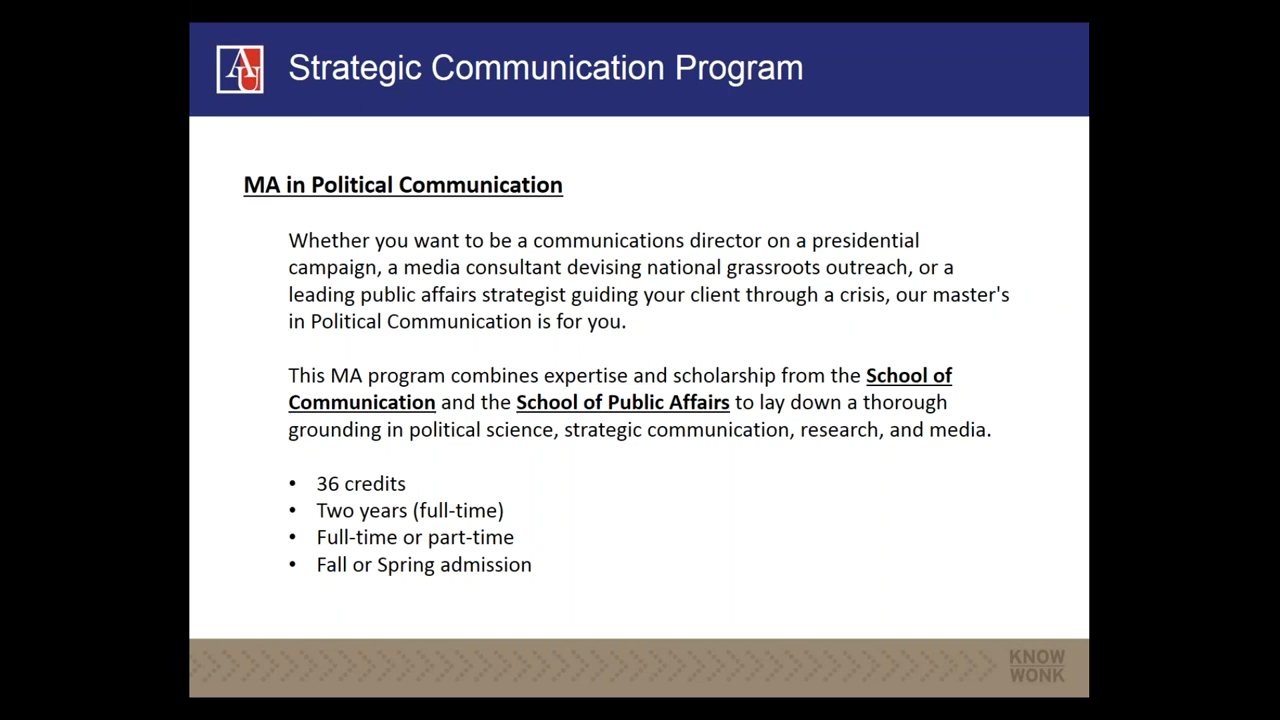 AU
Strategic Communication Program
MA in Political Communication
Whether you want to be a communications director on a presidential
campaign, a media consultant devising national grassroots outreach, or a
leading public affairs strategist guiding your client through a crisis, our master's
in Political Communication is for you.
This MA program combines expertise and scholarship from the School of
Communication and the School of Public Affairs to lay down a thorough
grounding in political science, strategic communication, research, and media.
• 36 credits
• Two years (full-time)
• Full-time or part-time
• Fall or Spring admission
KNOW
WONK